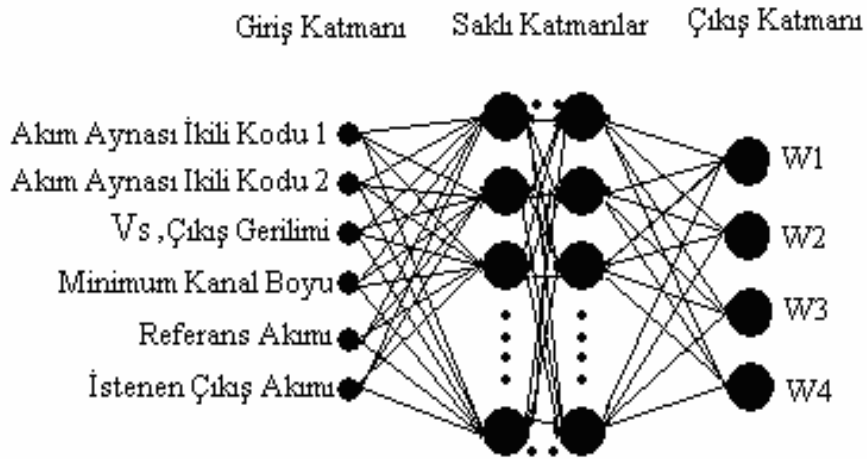 Giriş Katmanı Saklı Katmanlar Çıkış Katmanı
Akım Aynası İkili Kodu 1
Akım Aynası İkili Kodu 2
Vs ,Çıkış Gerilimi
Minimum Kanal Boyu
Referans Akımı
İstenen Çıkış Akımı
W1
W2
W3
W4